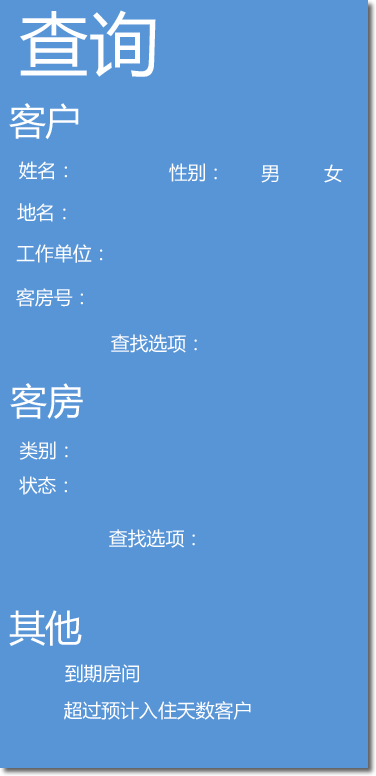 查询
客户
姓名：
性别： 男 女
地名：
工作单位：
客房号：
查找选项：
客房
类别：
状态：
查找选项：
其他
到期房间
超过预计入住天数客户